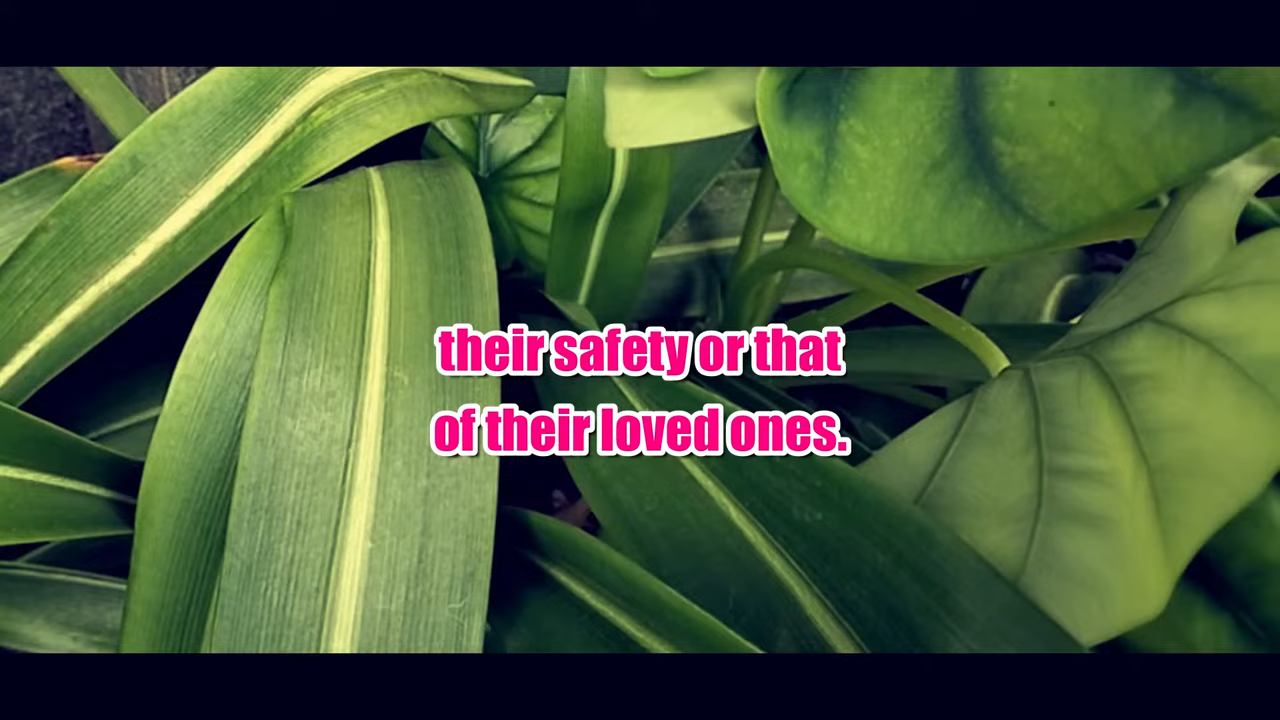 their safety or that
of their loved ones.